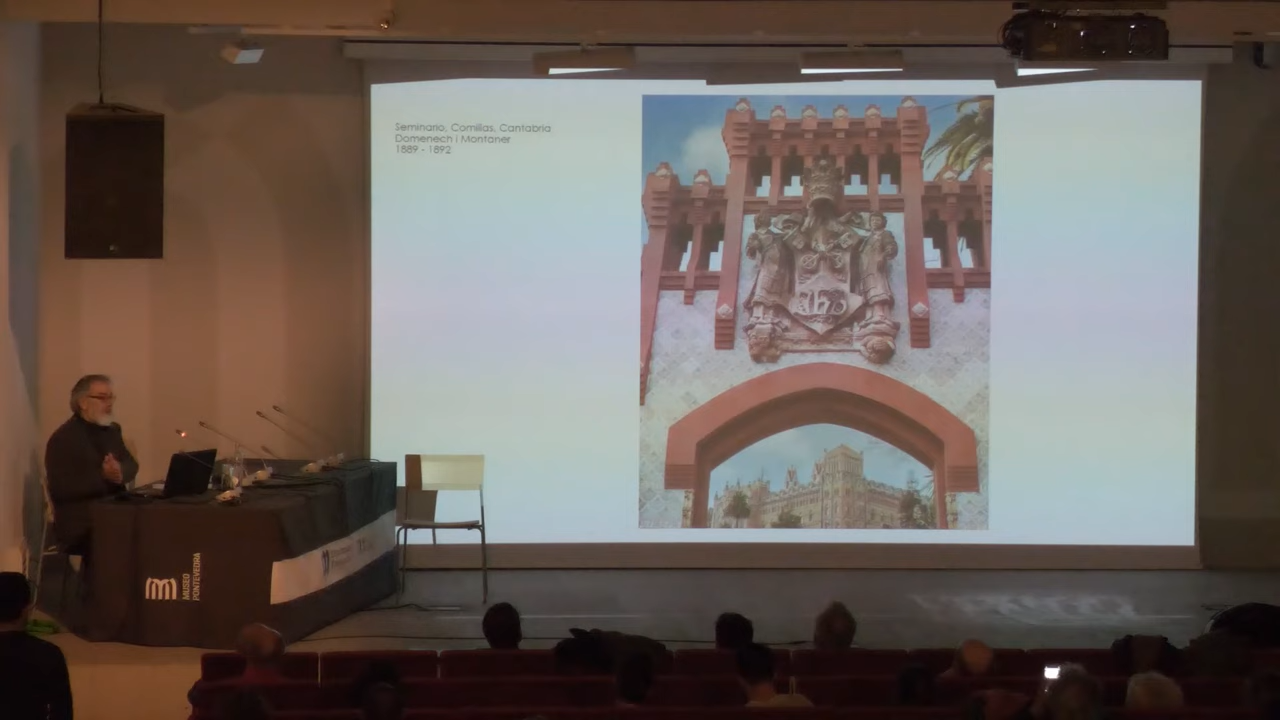 Seminario, Comillas, Cantabria
Domenech i Montaner
1889 - 1892
MUSEO
PONTEVEDRA